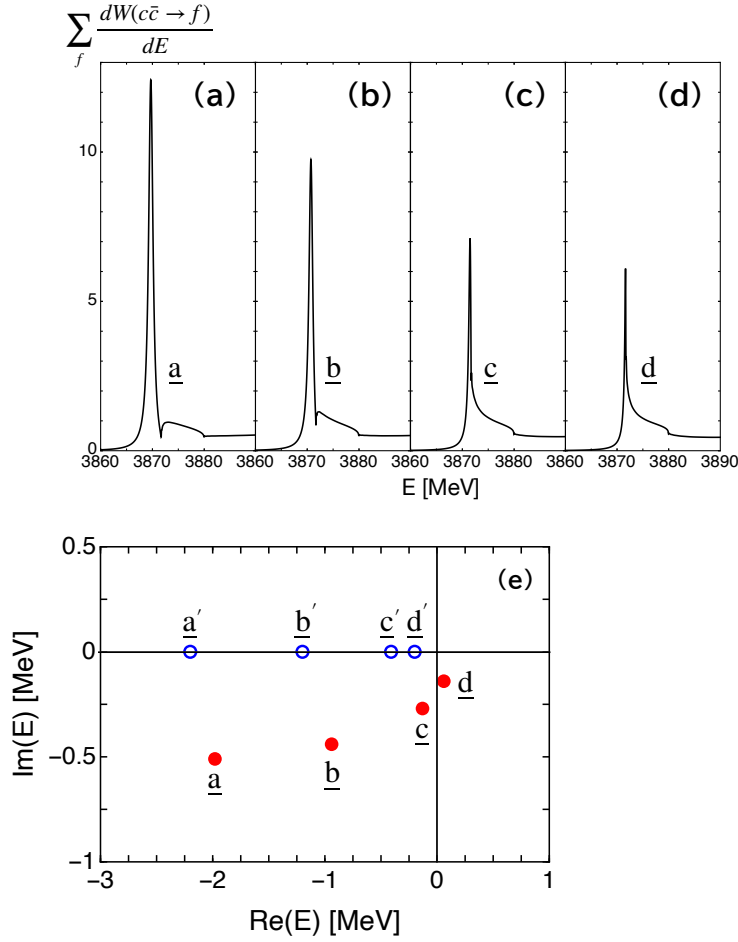 ∑_f dW(cc̄ → f)/dE
(a) (b) (c) (d)
10
5
0
a b c d
3860 3870 3880 3860 3870 3880 3860 3870 3880 3860 3870 3880 3890
E [MeV]
0.5
(e)
a′ b′ c′ d′
0
d
c
−0.5
a b
−1
−3 −2 −1 0 1
Im(E) [MeV]
Re(E) [MeV]